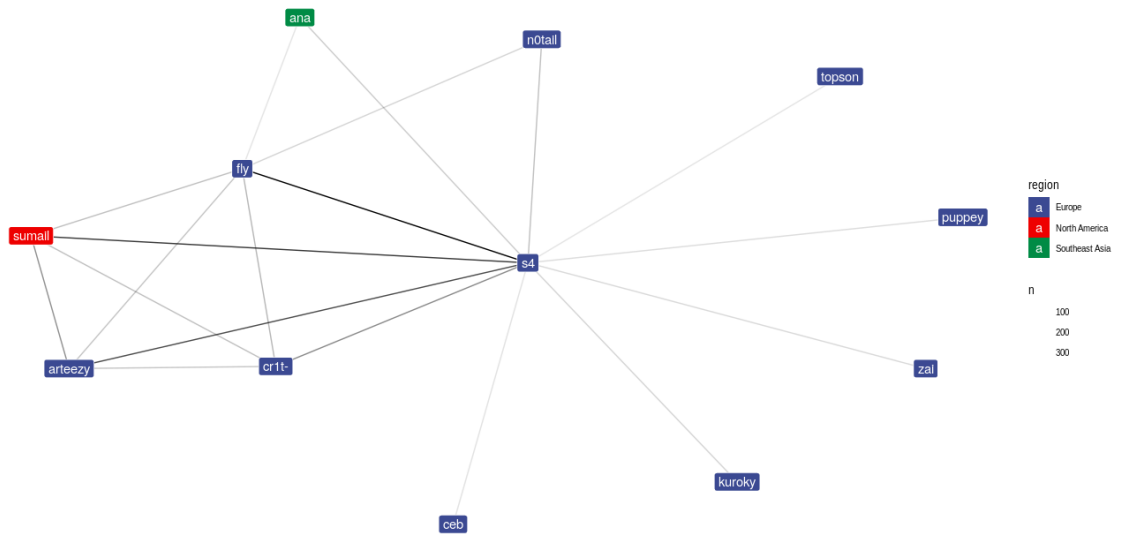 ana
n0tail
topson
fly
region
a Europe
puppey
a North America
sumail
a Southeast Asia
s4
n
100
200
300
arteezy
cr1t-
zai
kuroky
ceb